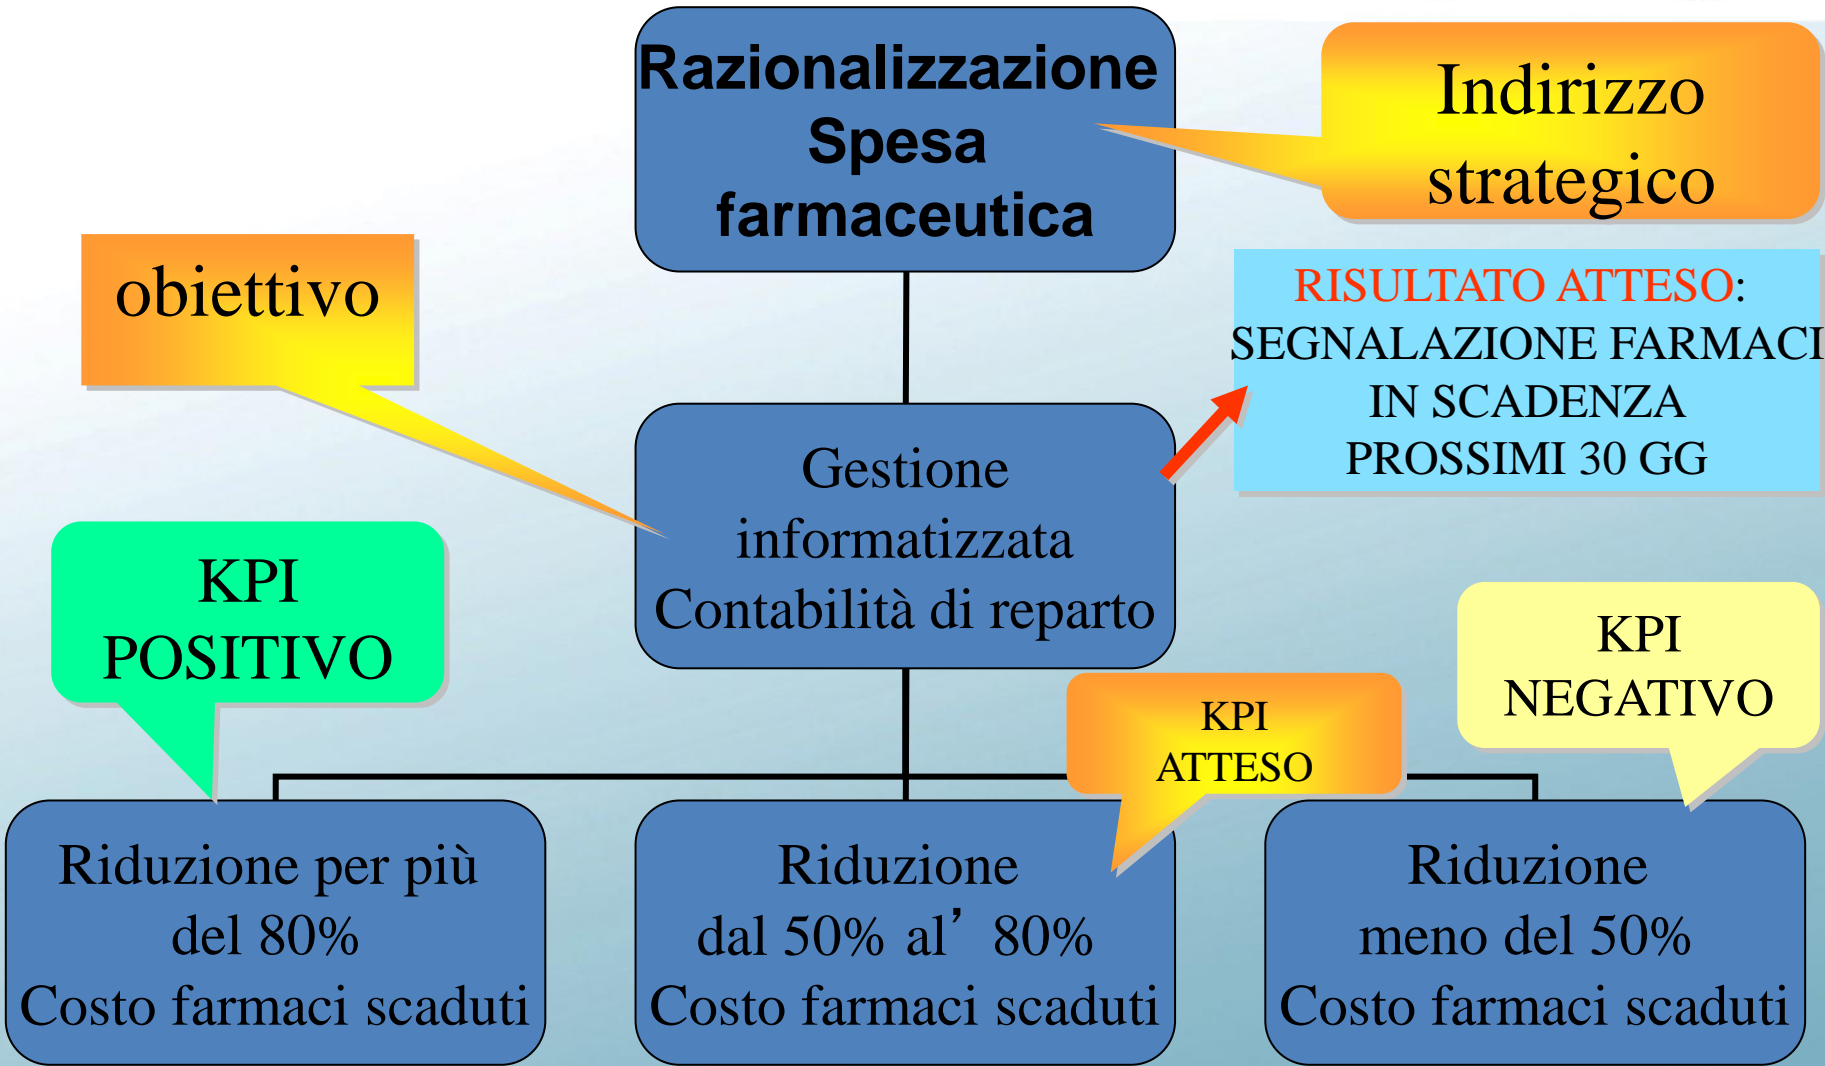 Razionalizzazione
Spesa
farmaceutica
Indirizzo
strategico
obiettivo
RISULTATO ATTESO:
SEGNALAZIONE FARMACI
IN SCADENZA
PROSSIMI 30 GG
Gestione
informatizzata
Contabilità di reparto
KPI
POSITIVO
KPI
ATTESO
KPI
NEGATIVO
Riduzione per più
del 80%
Costo farmaci scaduti
Riduzione
dal 50% al’ 80%
Costo farmaci scaduti
Riduzione
meno del 50%
Costo farmaci scaduti